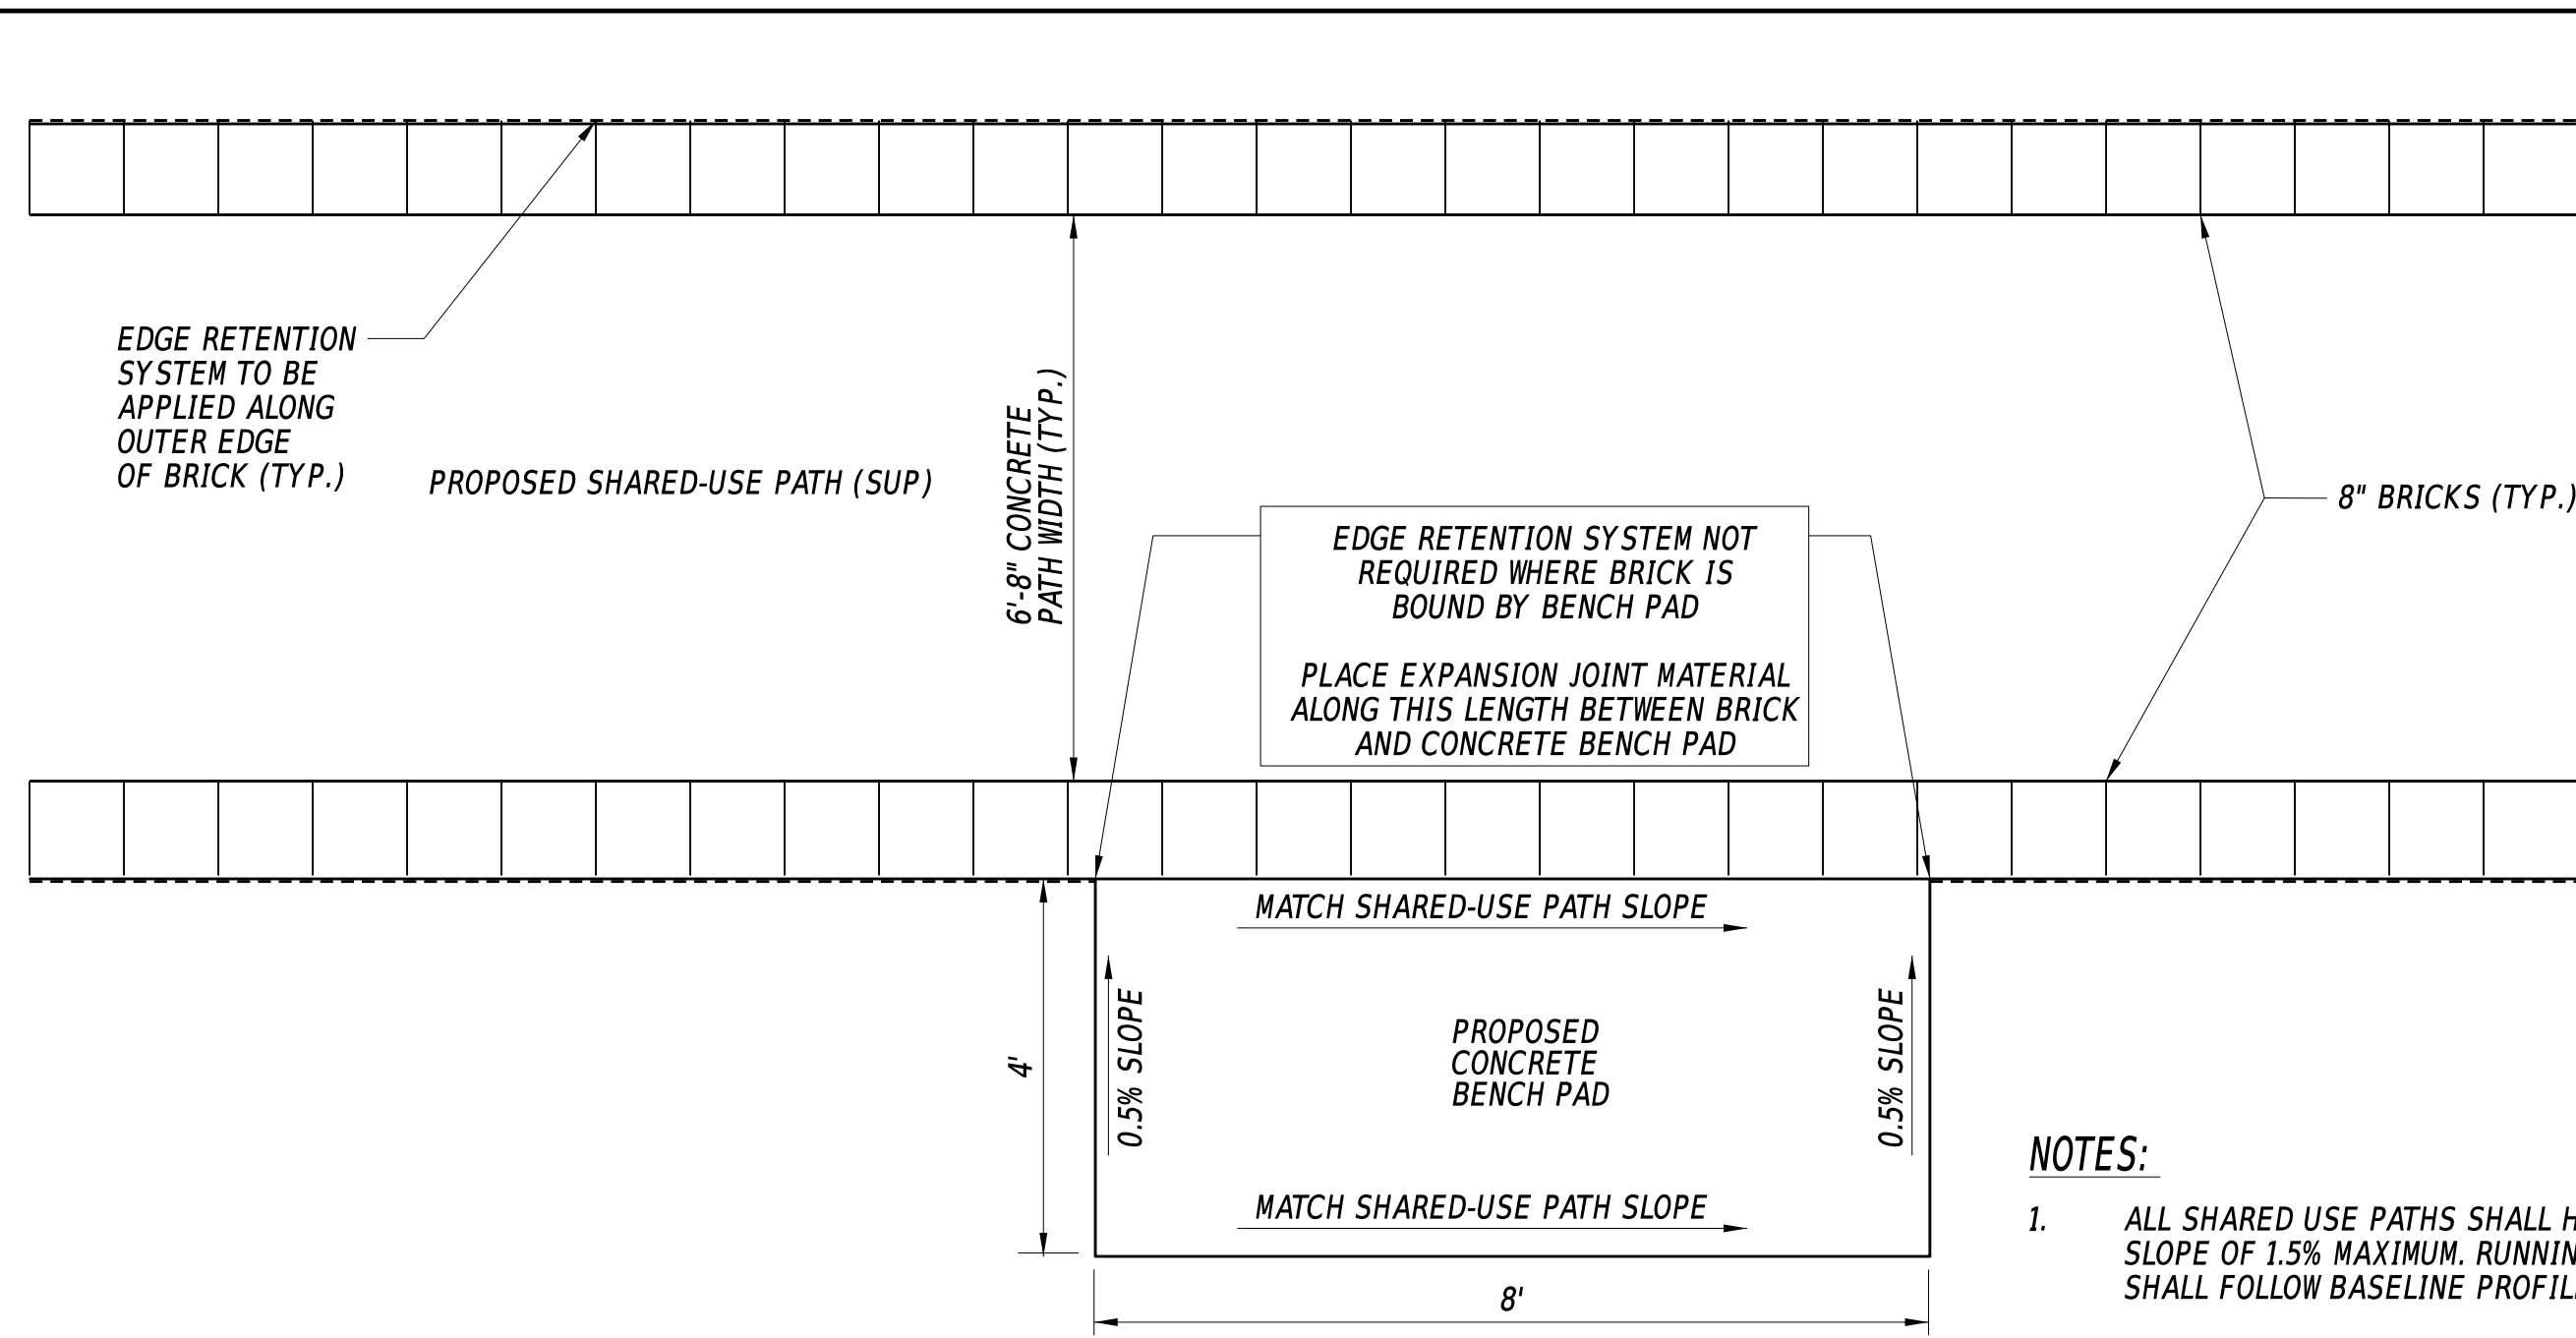 EDGE RETENTION
SYSTEM TO BE
APPLIED ALONG
OUTER EDGE
OF BRICK (TYP.)
PROPOSED SHARED-USE PATH (SUP)
6'-8" CONCRETE
PATH WIDTH (TYP.)
EDGE RETENTION SYSTEM NOT
REQUIRED WHERE BRICK IS
BOUND BY BENCH PAD
PLACE EXPANSION JOINT MATERIAL
ALONG THIS LENGTH BETWEEN BRICK
AND CONCRETE BENCH PAD
8" BRICKS (TYP.)
MATCH SHARED-USE PATH SLOPE
0.5% SLOPE
PROPOSED
CONCRETE
BENCH PAD
0.5% SLOPE
4'
MATCH SHARED-USE PATH SLOPE
8'
NOTES:
1. ALL SHARED USE PATHS SHALL
SLOPE OF 1.5% MAXIMUM.
SHALL FOLLOW BASELINE